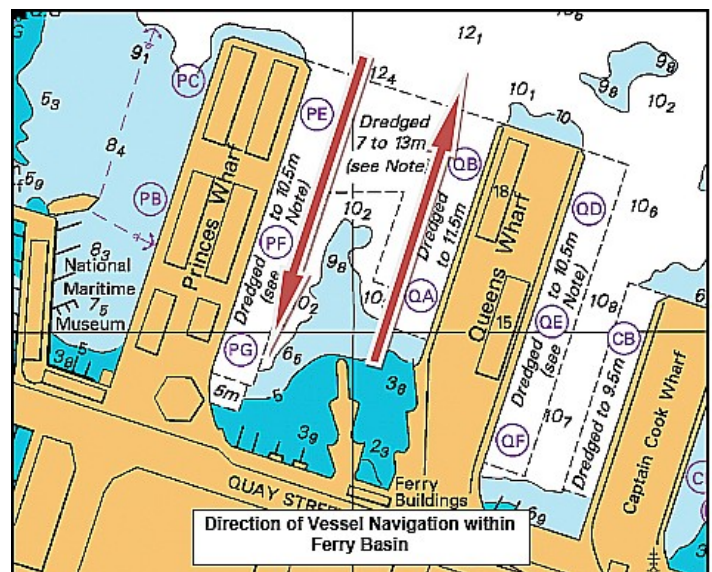 9₁
12₁
9₈
9₈
10₂
10₁
10
12₄
PC
PE
5₃
8₄
Dredged
7 to 13m
(see Note)
QB
5₉
PB
Princes Wharf
Dredged to 10.5m
(see Note)
PF
10₂
9₈
Dredged
to 11.5m
18
QD
10₆
8₃
National
Maritime
7₅
Museum
QA
Queens Wharf
15
Dredged to 10.5m
(see Note)
QE
10₈
CB
PG
6₅
3₈
5
5m
5
3₆
10₇
Dredged to 9.5m
Captain Cook Wharf
3₉
2₃
QF
Ferry
Buildings
QUAY STREE
6₉
Direction of Vessel Navigation within
Ferry Basin